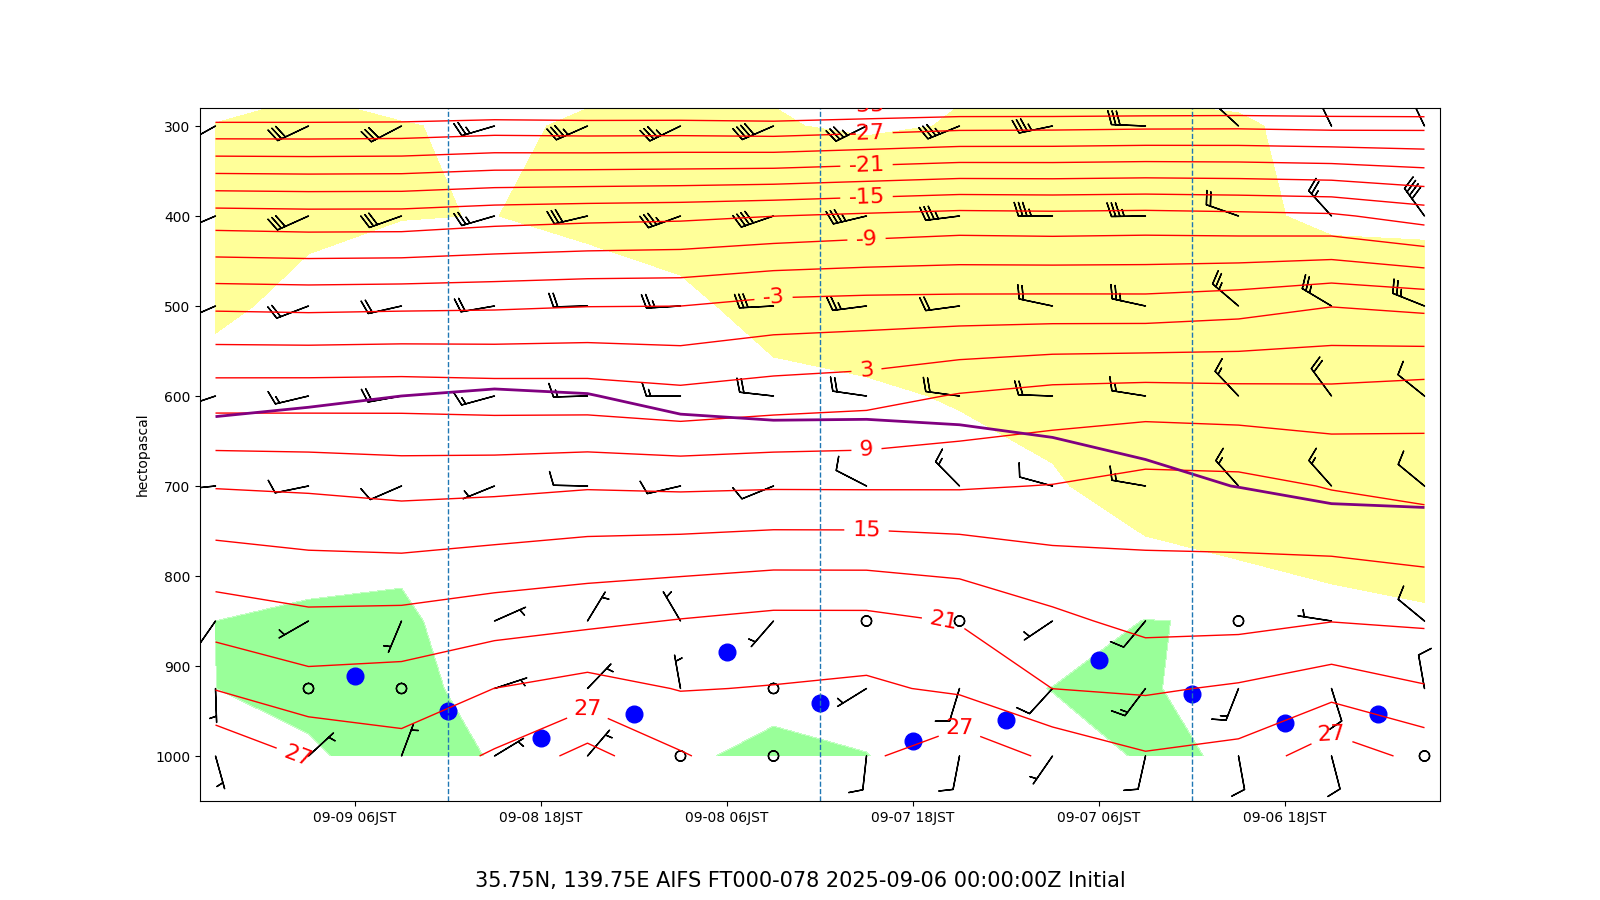 300
400
500
600
700
800
900
1000
hectopascal
-27
-21
-15
-9
-3
3
9
15
21
27
27
27
27
09-09 06JST
09-08 18JST
09-08 06JST
09-07 18JST
09-07 06JST
09-06 18JST
35.75N, 139.75E AIFS FT000-078 2025-09-06 00:00:00Z Initial